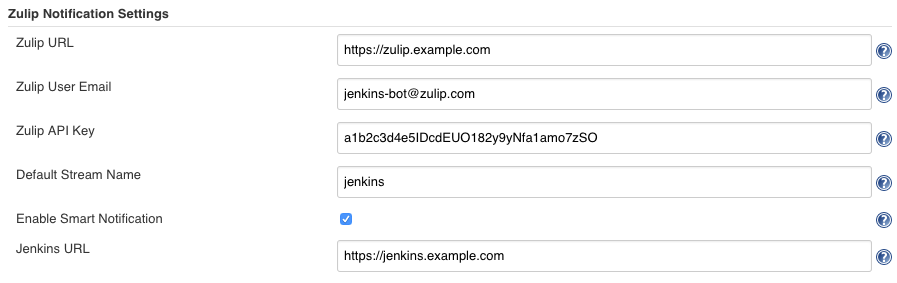 Zulip Notification Settings
Zulip URL https://zulip.example.com ?
Zulip User Email jenkins-bot@zulip.com ?
Zulip API Key a1b2c3d4e5IDcdEUO182y9yNfa1amo7zSO ?
Default Stream Name jenkins ?
Enable Smart Notification ?
Jenkins URL https://jenkins.example.com ?